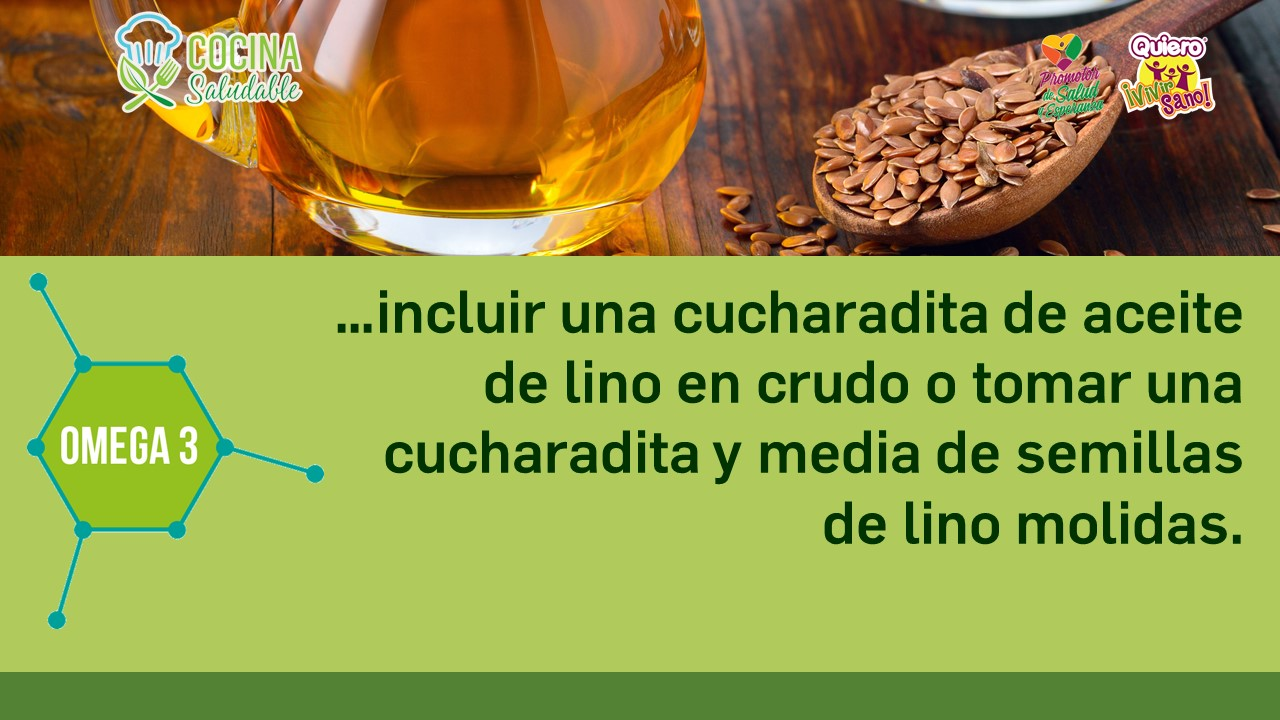 COCINA
Saludable
Promotor
de Salud
y Esperanza
Quiero
¡Vivir
Sano!
...incluir una cucharadita de aceite
de lino en crudo o tomar una
cucharadita y media de semillas
de lino molidas.
OMEGA 3